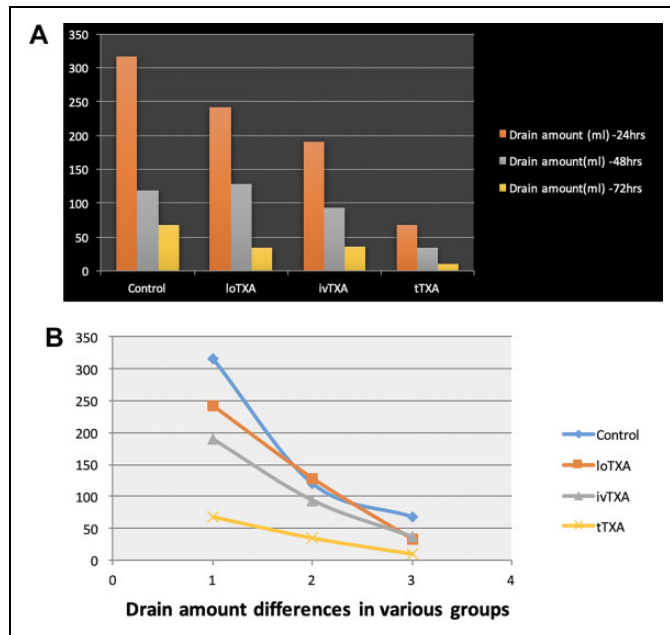 A
350
300
250
200
150
100
50
0
Control loTXA ivTXA tTXA
Drain amount (ml) -24hrs
Drain amount(ml) -48hrs
Drain amount(ml) -72hrs
B
350
300
250
200
150
100
50
0
0 1 2 3 4
Drain amount differences in various groups
Control
loTXA
ivTXA
tTXA